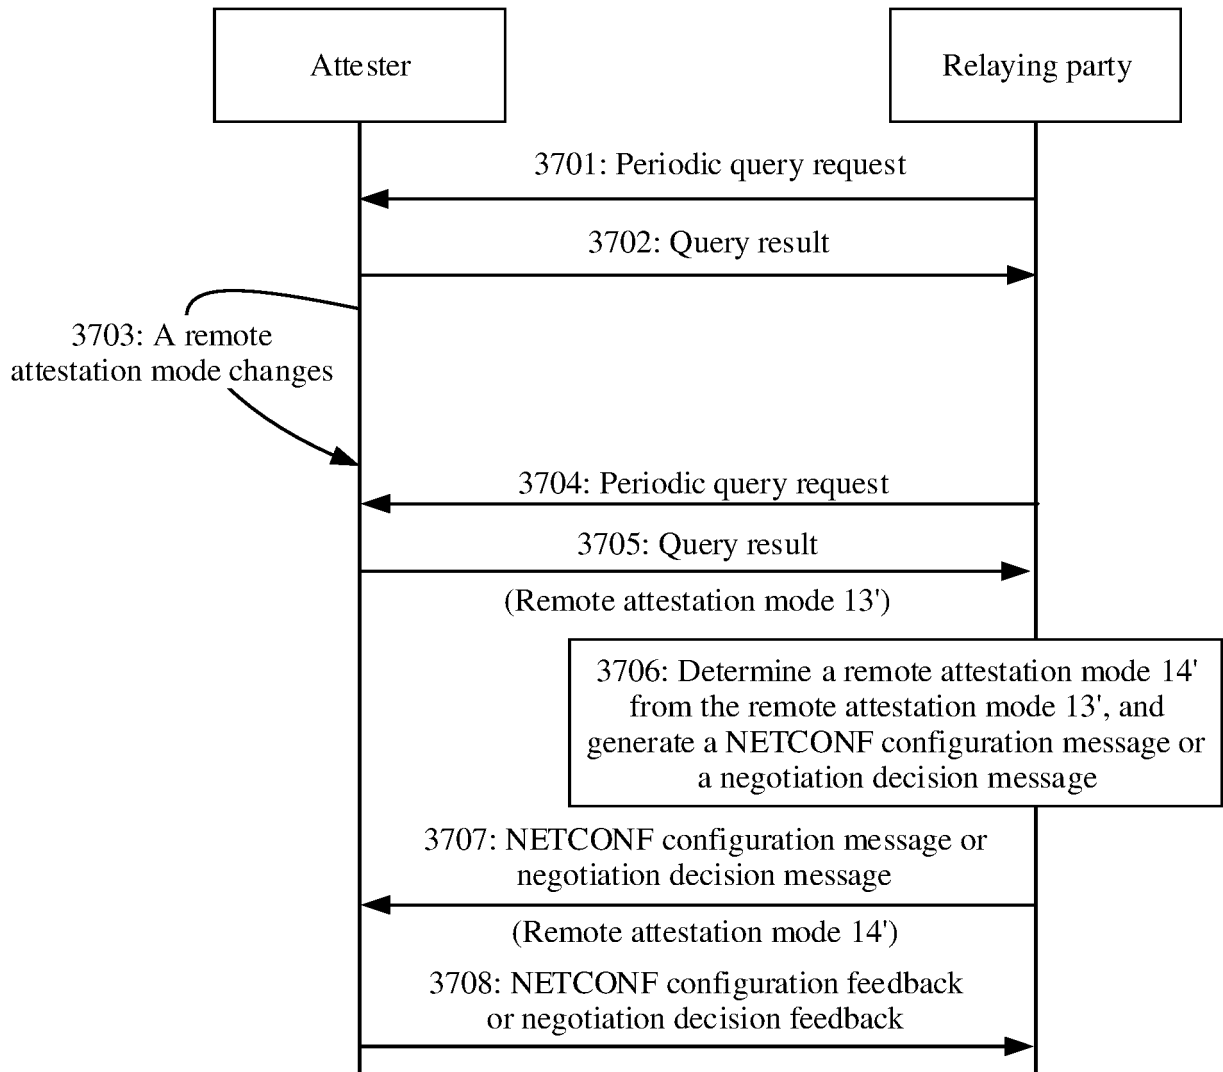 Attester
Relaying party
3701: Periodic query request
3702: Query result
3703: A remote
attestation mode changes
3704: Periodic query request
3705: Query result
(Remote attestation mode 13')
3706: Determine a remote attestation mode 14'
from the remote attestation mode 13', and
generate a NETCONF configuration message or
a negotiation decision message
3707: NETCONF configuration message or
negotiation decision message
(Remote attestation mode 14')
3708: NETCONF configuration feedback
or negotiation decision feedback